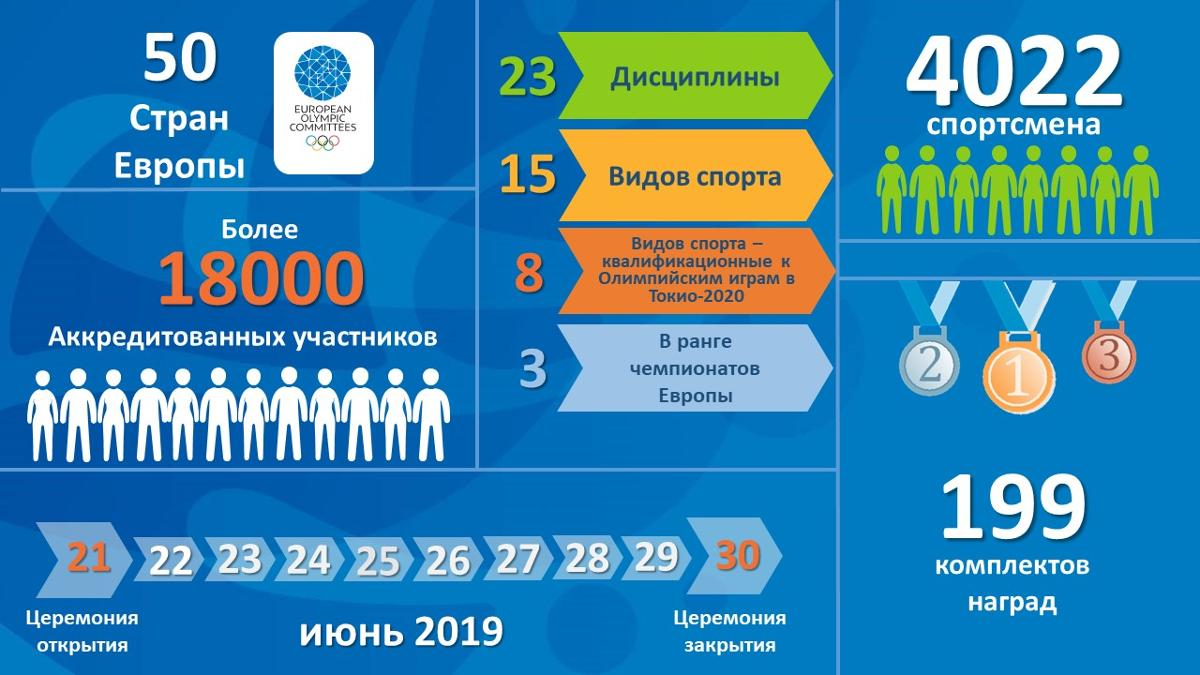 50
Стран
Европы
EUROPEAN
OLYMPIC
COMMITTEES
Более
18000
Аккредитованных участников
23
Дисциплины
15
Видов спорта
8
Видов спорта –
квалификационные к
Олимпийским играм в
Токио-2020
3
В ранге
чемпионатов
Европы
4022
спортсмена
2
1
3
199
комплектов
наград
21 22 23 24 25 26 27 28 29 30
Церемония
открытия
июнь 2019
Церемония
закрытия